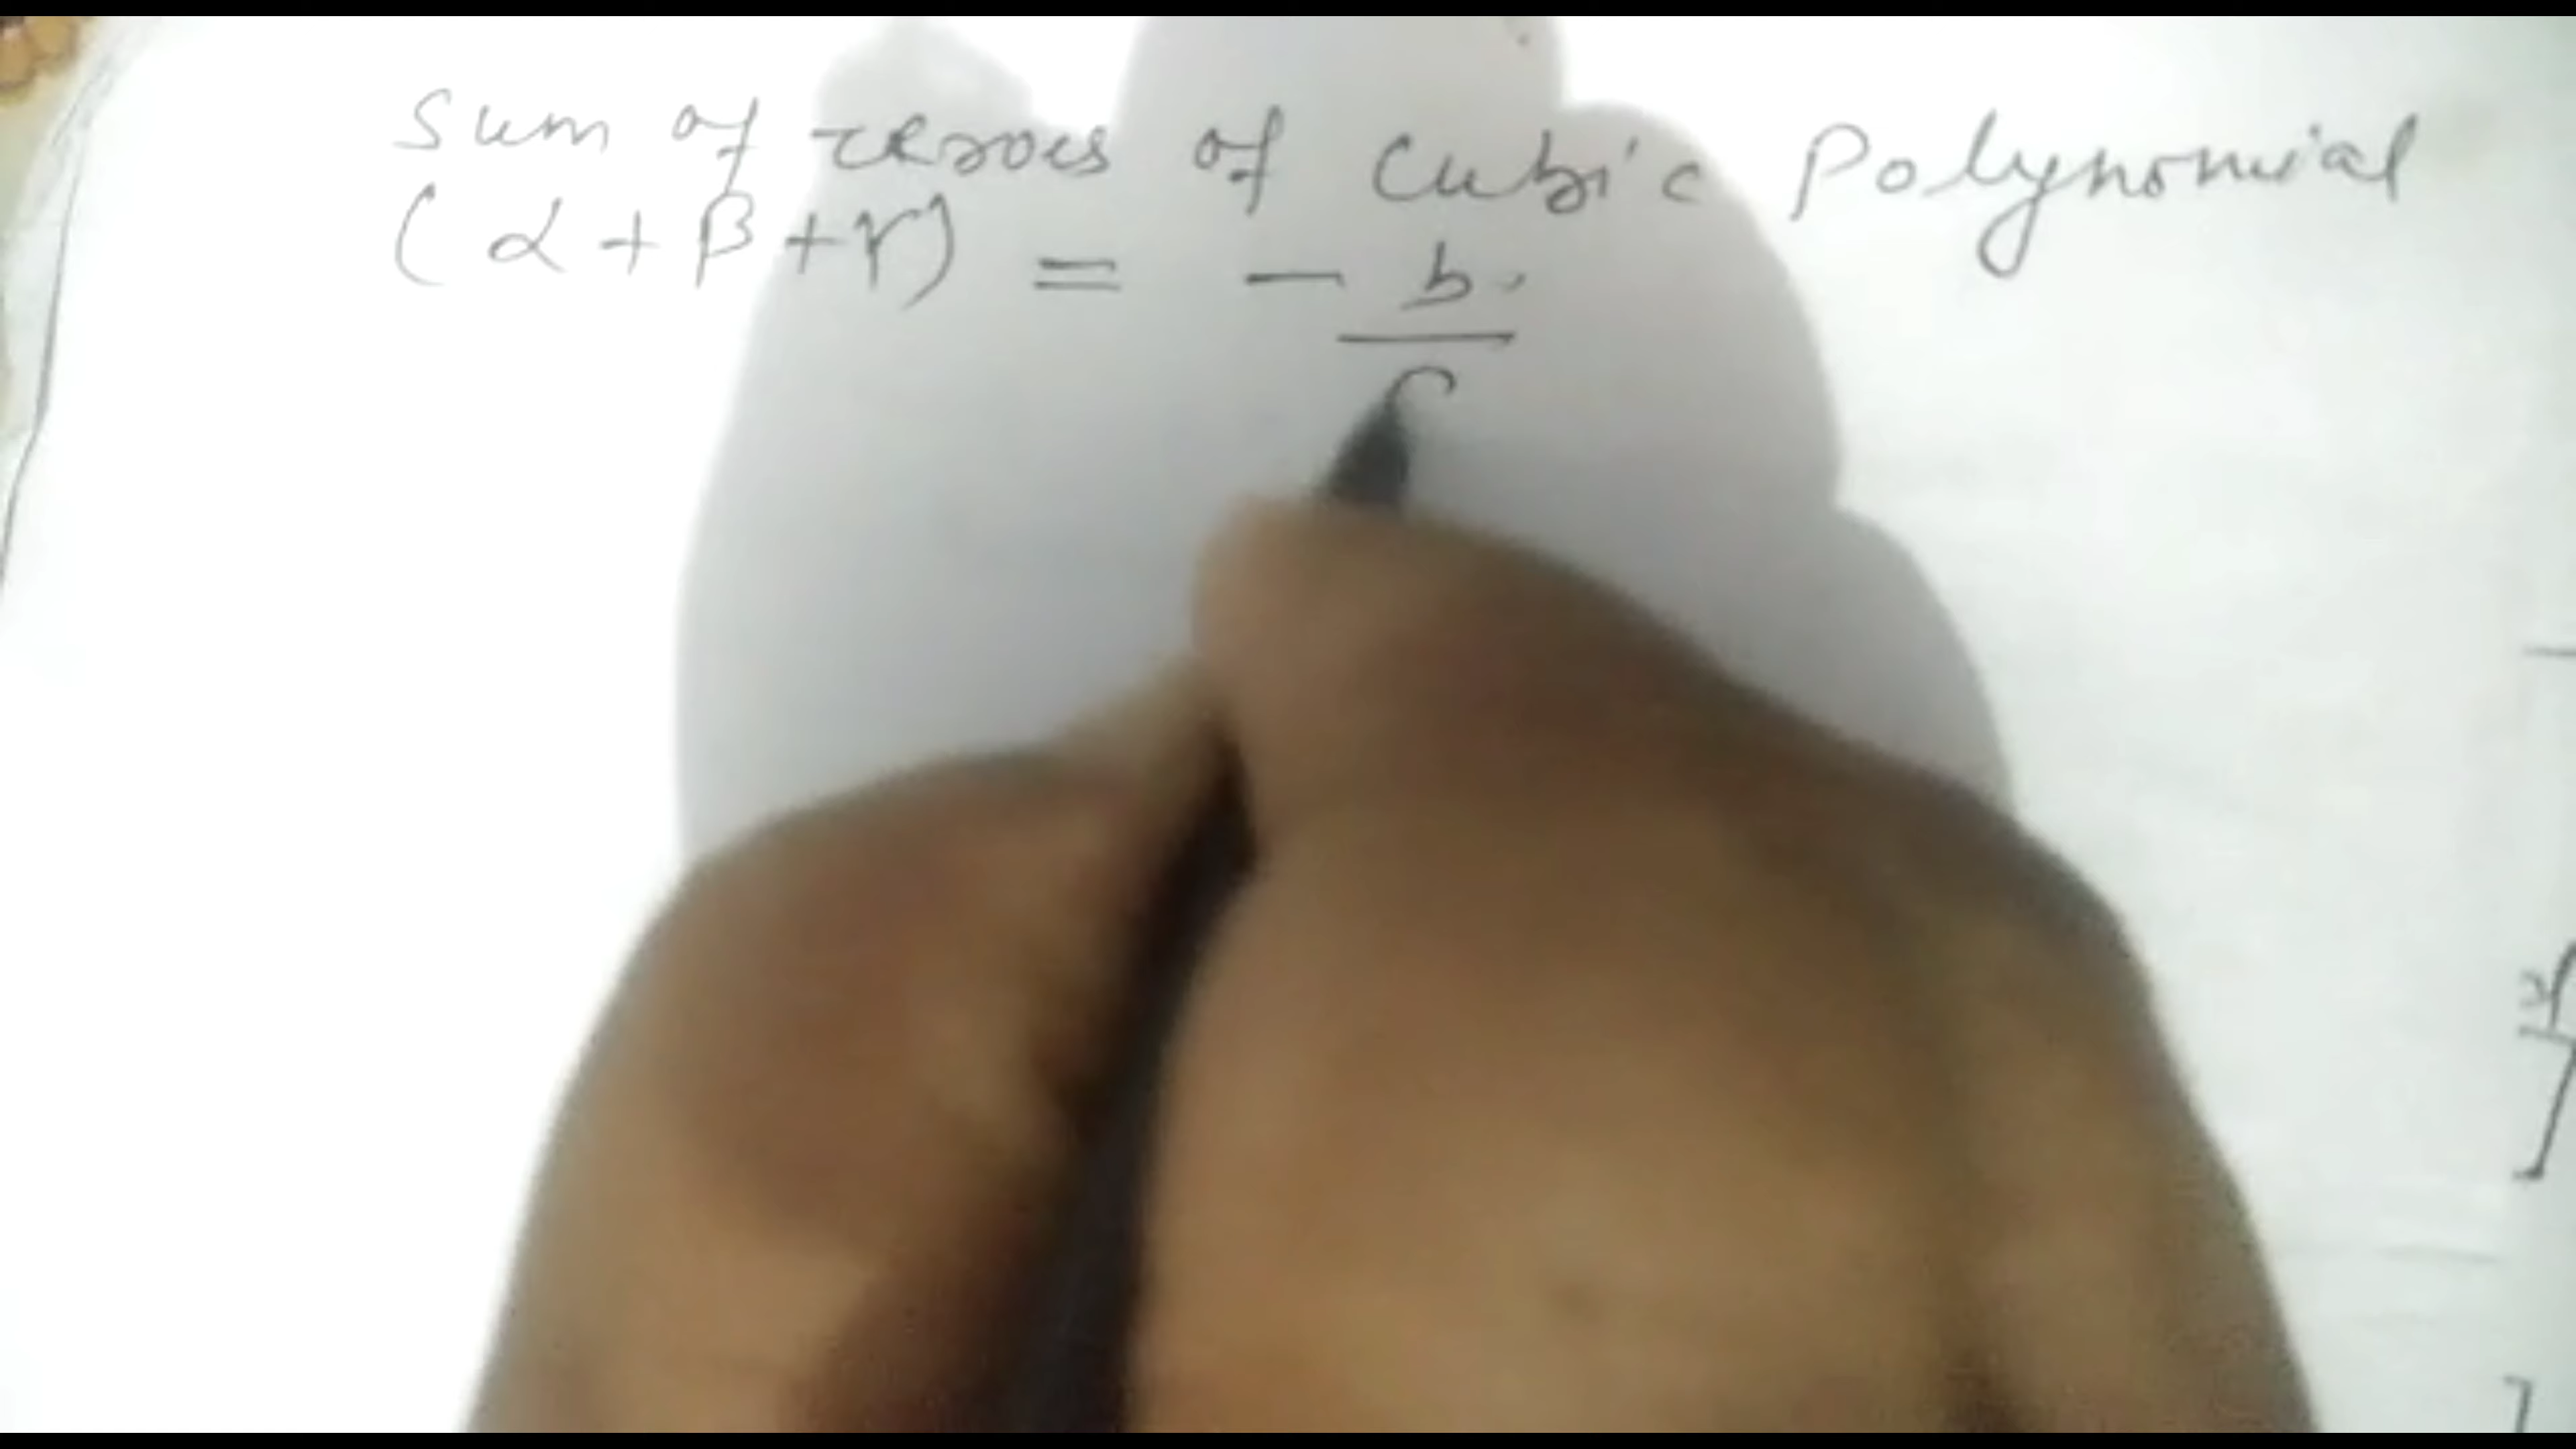 Sum of zeroes of Cubic Polynomial
(α + β + γ) = - b